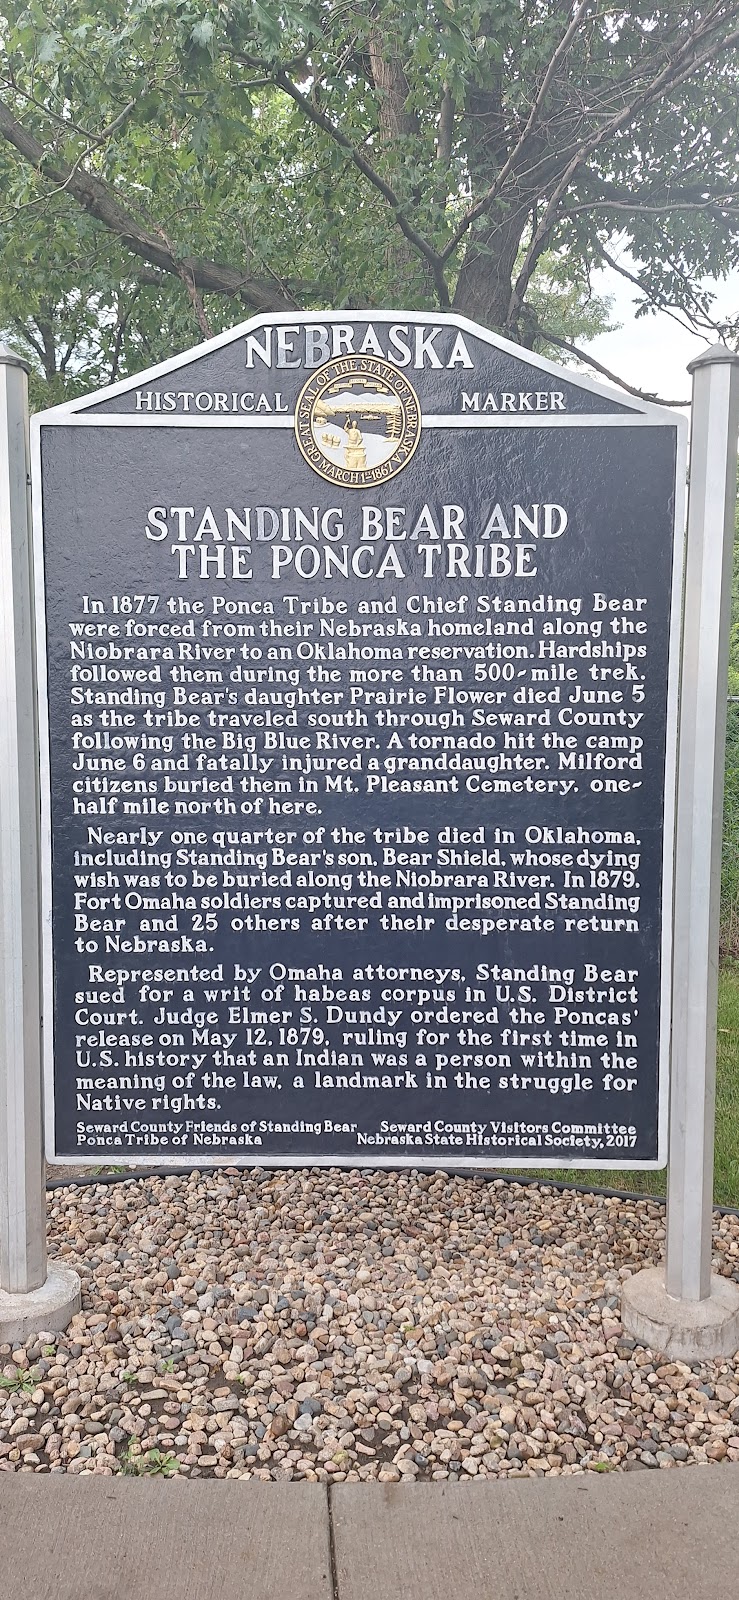 NEBRASKA
HISTORICAL MARKER
GREAT SEAL OF THE STATE OF NEBRASKA
MARCH 1ST 1867
STANDING BEAR AND
THE PONCA TRIBE
In 1877 the Ponca Tribe and Chief Standing Bear
were forced from their Nebraska homeland along the
Niobrara River to an Oklahoma reservation. Hardships
followed them during the more than 500-mile trek.
Standing Bear's daughter Prairie Flower died June 5
as the tribe traveled south through Seward County
following the Big Blue River. A tornado hit the camp
June 6 and fatally injured a granddaughter. Milford
citizens buried them in Mt. Pleasant Cemetery, one-
half mile north of here.
Nearly one quarter of the tribe died in Oklahoma,
including Standing Bear's son, Bear Shield, whose dying
wish was to be buried along the Niobrara River. In 1879,
Fort Omaha soldiers captured and imprisoned Standing
Bear and 25 others after their desperate return
to Nebraska.
Represented by Omaha attorneys, Standing Bear
sued for a writ of habeas corpus in U.S. District
Court. Judge Elmer S. Dundy ordered the Poncas'
release on May 12, 1879, ruling for the first time in
U.S. history that an Indian was a person within the
meaning of the law, a landmark in the struggle for
Native rights.
Seward County Friends of Standing Bear Seward County Visitors Committee
Ponca Tribe of Nebraska Nebraska State Historical Society, 2017